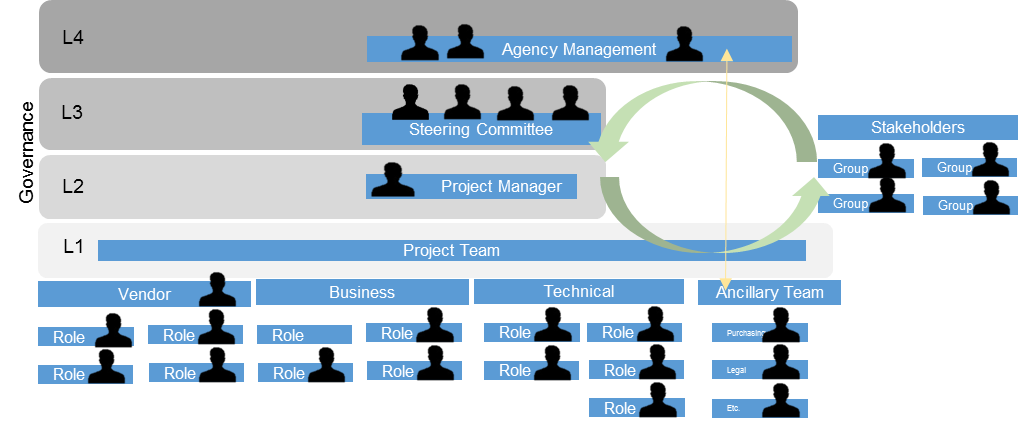 Governance
L4
Agency Management
L3
Steering Committee
Stakeholders
Group
Group
Group
Group
L2
Project Manager
L1
Project Team
Vendor
Business
Technical
Ancillary Team
Role
Role
Role
Role
Role
Role
Purchasing
Role
Role
Role
Role
Role
Role
Legal
Role
Etc.